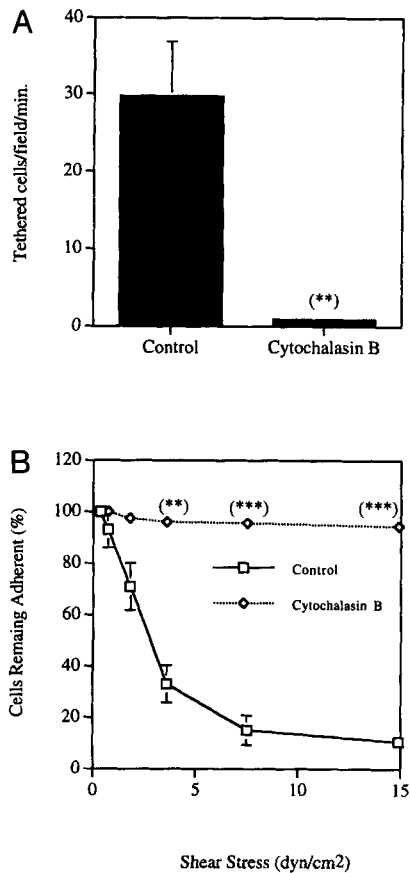 A
Tethered cells/field/min.
40
30
20
10
0
(**)
Control
Cytochalasin B
B
Cells Remaing Adherent (%)
120
100
80
60
40
20
0
(**)
(***)
(***)
Control
Cytochalasin B
0
5
10
15
Shear Stress (dyn/cm2)